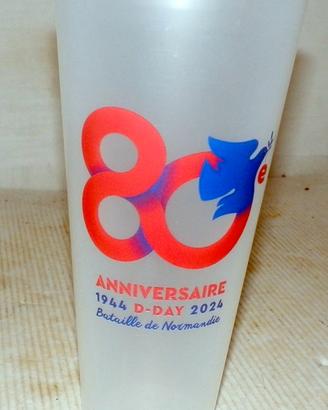 80e
ANNIVERSAIRE
1944 D-DAY 2024
Bataille de Normandie